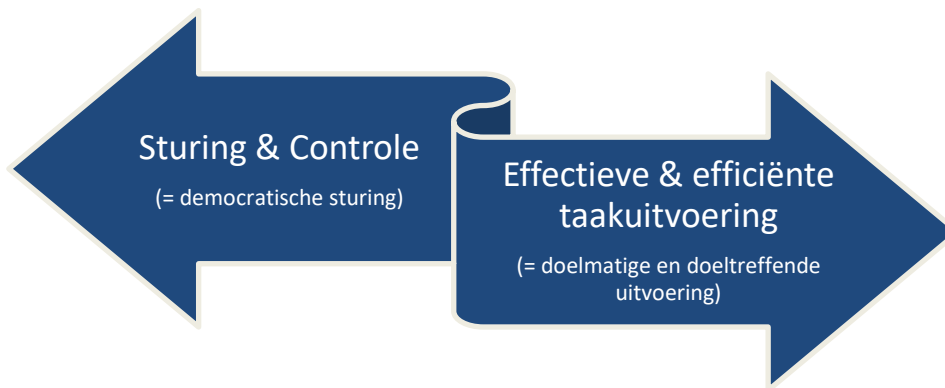 Sturing & Controle
(= democratische sturing)
Effectieve & efficiënte
taakuitvoering
(= doelmatige en doeltreffende
uitvoering)